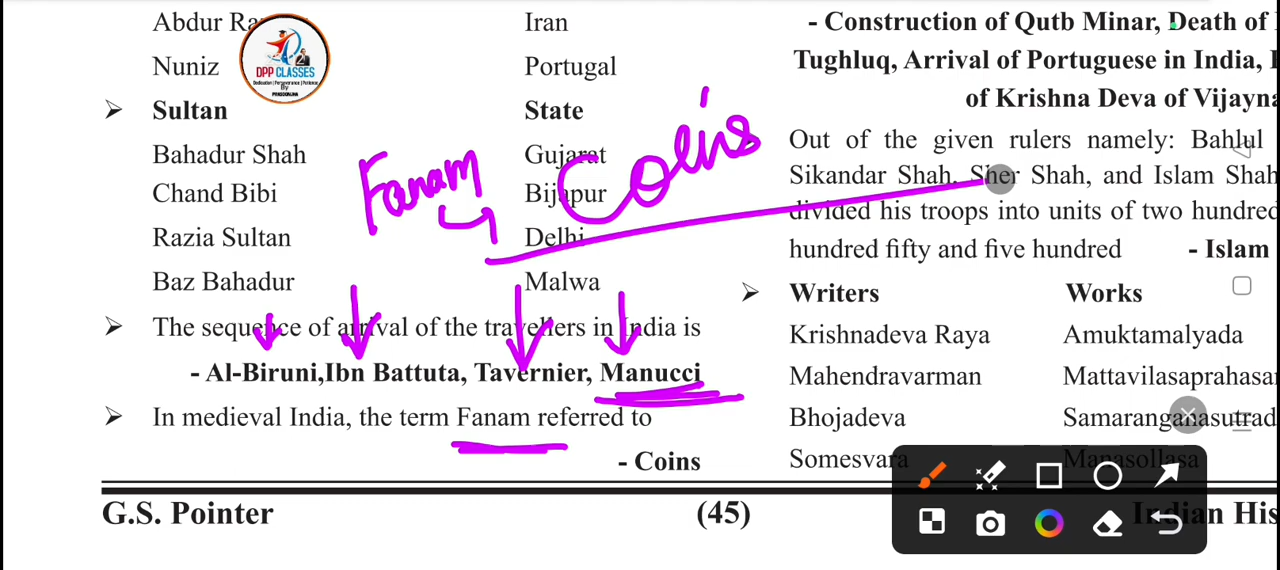 Abdur Ra
Iran
Nuniz
Portugal
DPP CLASSES
By
Sultan
State
Bahadur Shah
Gujarat
Chand Bibi
Bijapur
Razia Sultan
Delhi
Baz Bahadur
Malwa
Fanam
Coins
The sequence of arrival of the travellers in India is
- Al-Biruni,Ibn Battuta, Tavernier, Manucci
In medieval India, the term Fanam referred to
- Coins
- Construction of Qutb Minar, Death of
Tughluq, Arrival of Portuguese in India,
of Krishna Deva of Vijayna
Out of the given rulers namely: Bahlul
Sikandar Shah, Sher Shah, and Islam Shah
divided his troops into units of two hundred
hundred fifty and five hundred - Islam
Writers
Works
Krishnadeva Raya
Amuktamalyada
Mahendravarman
Mattavilasaprahasa
Bhojadeva
Samaranganasutrad
Somesvara
Manasollasa
G.S. Pointer
(45)
Indian His